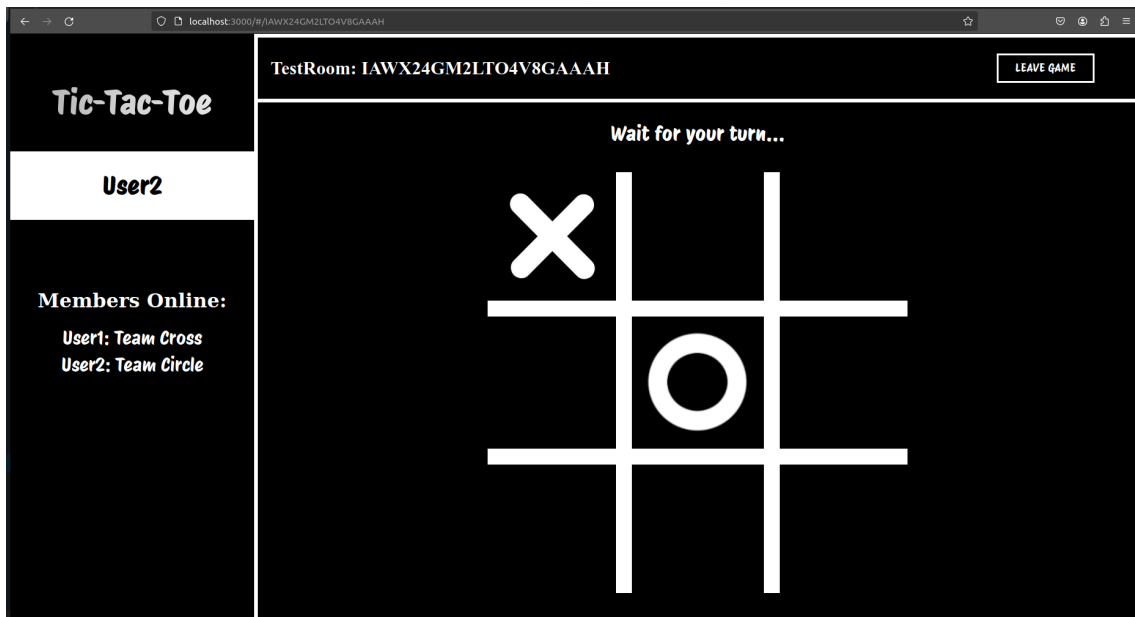 localhost:3000/#/IAWX24GM2LTO4V8GAAAH
Tic-Tac-Toe
User2
Members Online:
User1: Team Cross
User2: Team Circle
TestRoom: IAWX24GM2LTO4V8GAAAH
LEAVE GAME
Wait for your turn...